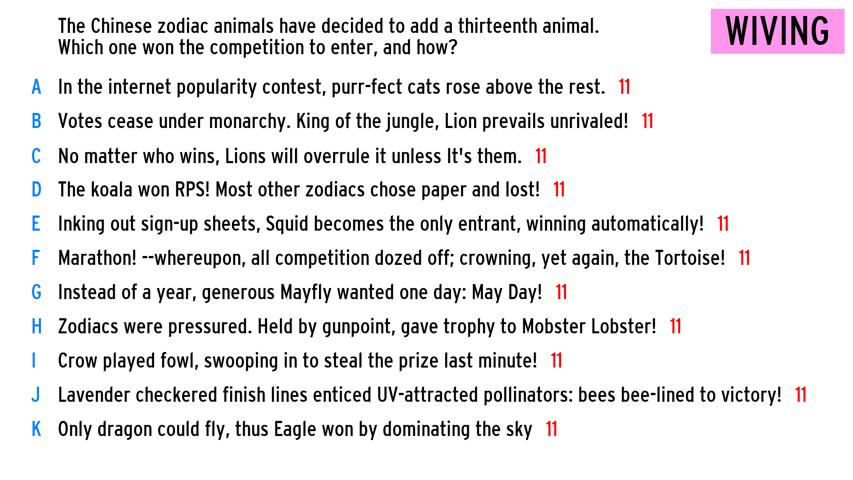 The Chinese zodiac animals have decided to add a thirteenth animal.
Which one won the competition to enter, and how?
WIVING
A In the internet popularity contest, purr-fect cats rose above the rest. 11
B Votes cease under monarchy. King of the jungle, Lion prevails unrivaled! 11
C No matter who wins, Lions will overrule it unless It's them. 11
D The koala won RPS! Most other zodiacs chose paper and lost! 11
E Inking out sign-up sheets, Squid becomes the only entrant, winning automatically! 11
F Marathon! --whereupon, all competition dozed off; crowning, yet again, the Tortoise! 11
G Instead of a year, generous Mayfly wanted one day: May Day! 11
H Zodiacs were pressured. Held by gunpoint, gave trophy to Mobster Lobster! 11
I Crow played fowl, swooping in to steal the prize last minute! 11
J Lavender checkered finish lines enticed UV-attracted pollinators: bees bee-lined to victory! 11
K Only dragon could fly, thus Eagle won by dominating the sky 11